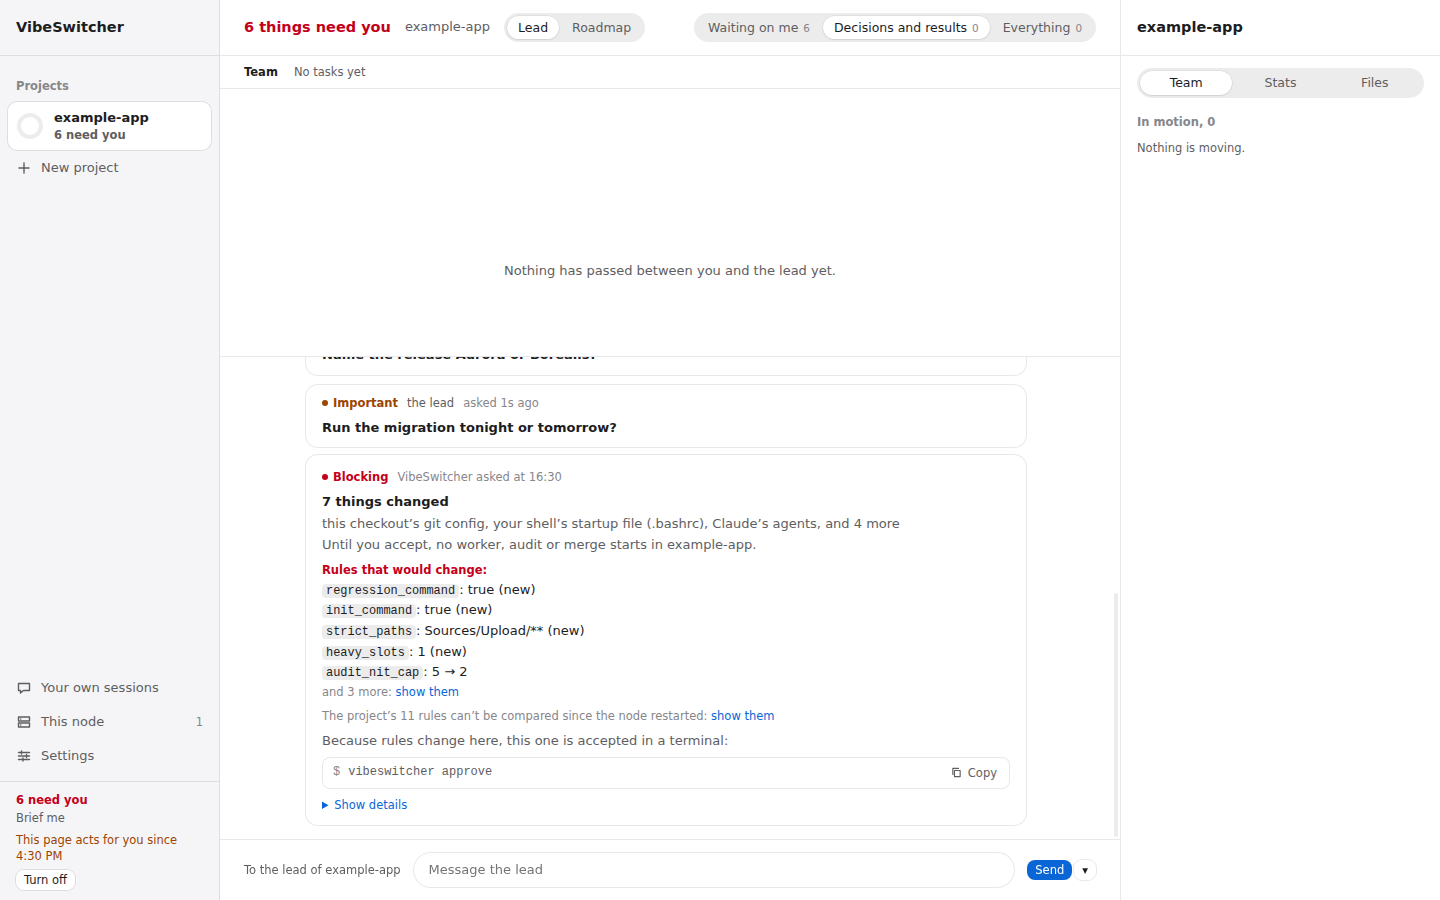 VibeSwitcher
Projects
example-app
6 need you
New project
Your own sessions
This node 1
Settings
6 need you
Brief me
This page acts for you since
4:30 PM
Turn off
6 things need you example-app Lead Roadmap Waiting on me 6 Decisions and results 0 Everything 0
Team No tasks yet
Nothing has passed between you and the lead yet.
Name the release Aurora or Borealis?
Important the lead asked 1s ago
Run the migration tonight or tomorrow?
Blocking VibeSwitcher asked at 16:30
7 things changed
this checkout’s git config, your shell’s startup file (.bashrc), Claude’s agents, and 4 more
Until you accept, no worker, audit or merge starts in example-app.
Rules that would change:
regression_command: true (new)
init_command: true (new)
strict_paths: Sources/Upload/** (new)
heavy_slots: 1 (new)
audit_nit_cap: 5 → 2
and 3 more: show them
The project’s 11 rules can’t be compared since the node restarted: show them
Because rules change here, this one is accepted in a terminal:
$ vibeswitcher approve Copy
Show details
To the lead of example-app Message the lead Send
example-app
Team Stats Files
In motion, 0
Nothing is moving.